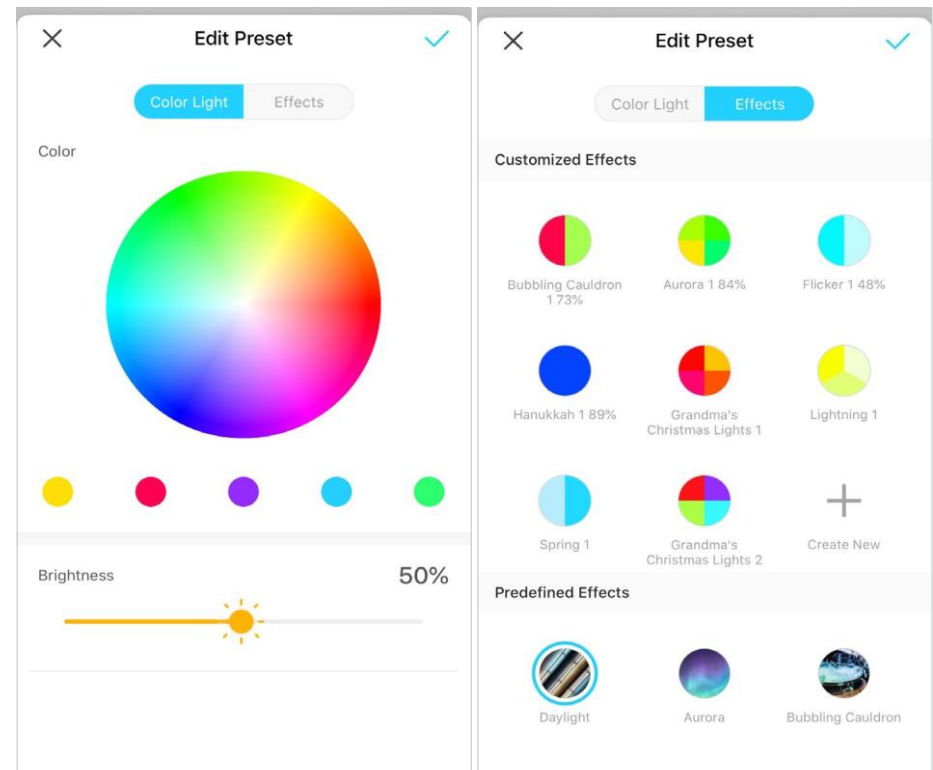 Edit Preset
Color Light
Effects
Color
Brightness
50%
Edit Preset
Color Light
Effects
Customized Effects
Bubbling Cauldron
1 73%
Aurora 1 84%
Flicker 1 48%
Hanukkah 1 89%
Grandma's
Christmas Lights 1
Lightning 1
Spring 1
Grandma's
Christmas Lights 2
Create New
Predefined Effects
Daylight
Aurora
Bubbling Cauldron